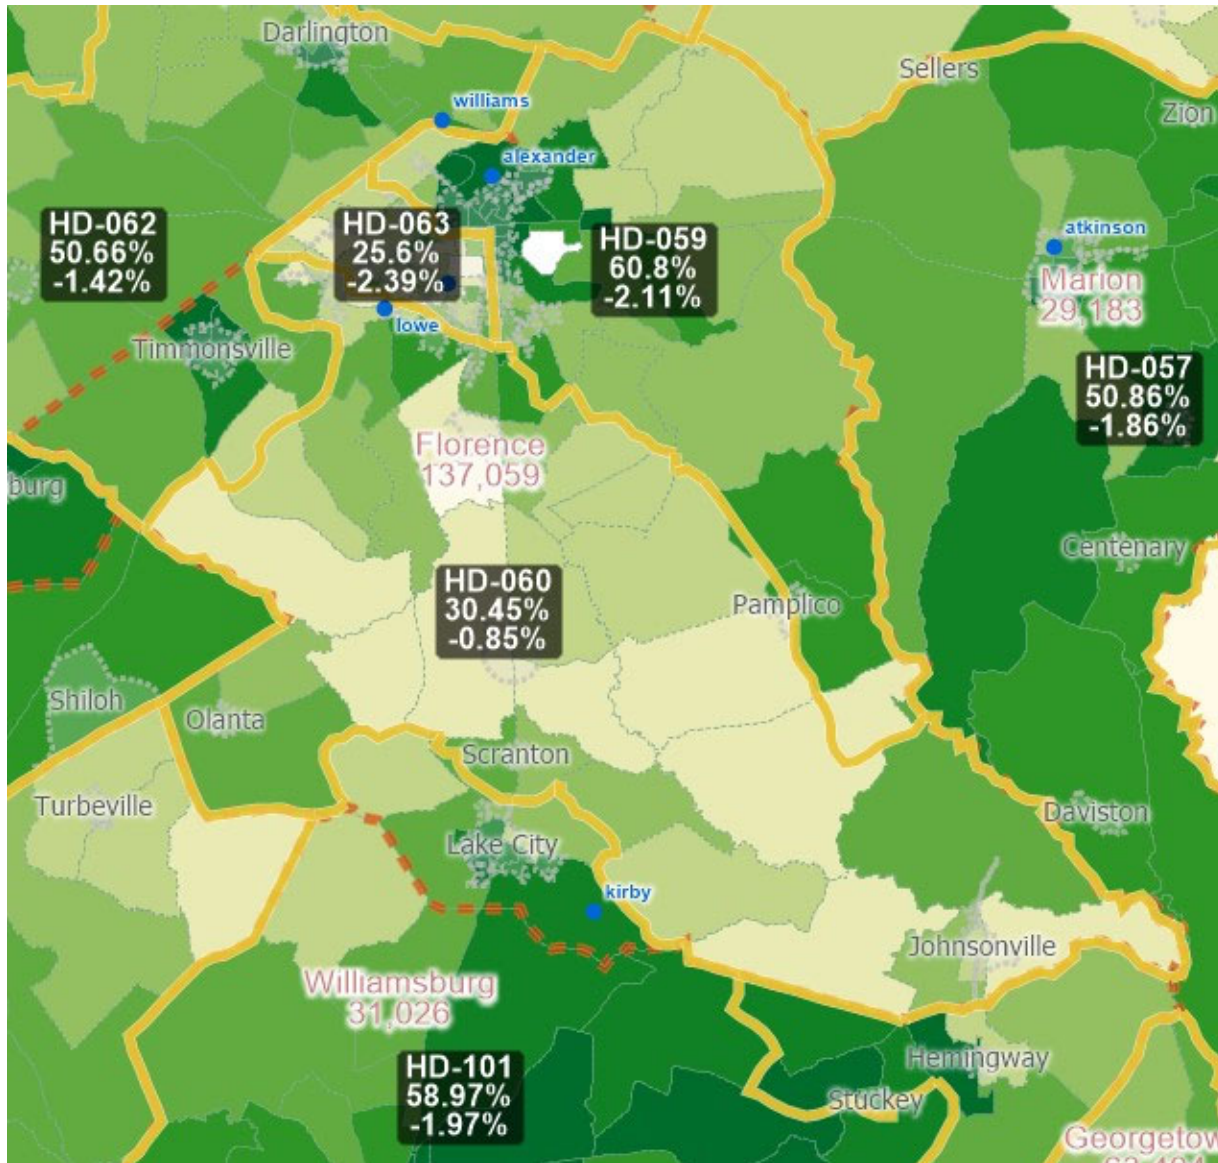 Darlington
Sellers
williams
Zion
alexander
HD-062
50.66%
-1.42%
HD-063
25.6%
-2.39%
HD-059
60.8%
-2.11%
atkinson
Marion
29,183
lowe
Timmonsville
HD-057
50.86%
-1.86%
Florence
137,059
burg
Centenary
HD-060
30.45%
-0.85%
Pamplico
Shiloh
Olanta
Scranton
Turbeville
Daviston
Lake City
kirby
Johnsonville
Williamsburg
31,026
HD-101
58.97%
-1.97%
Hemingway
Stuckey
Georgetow